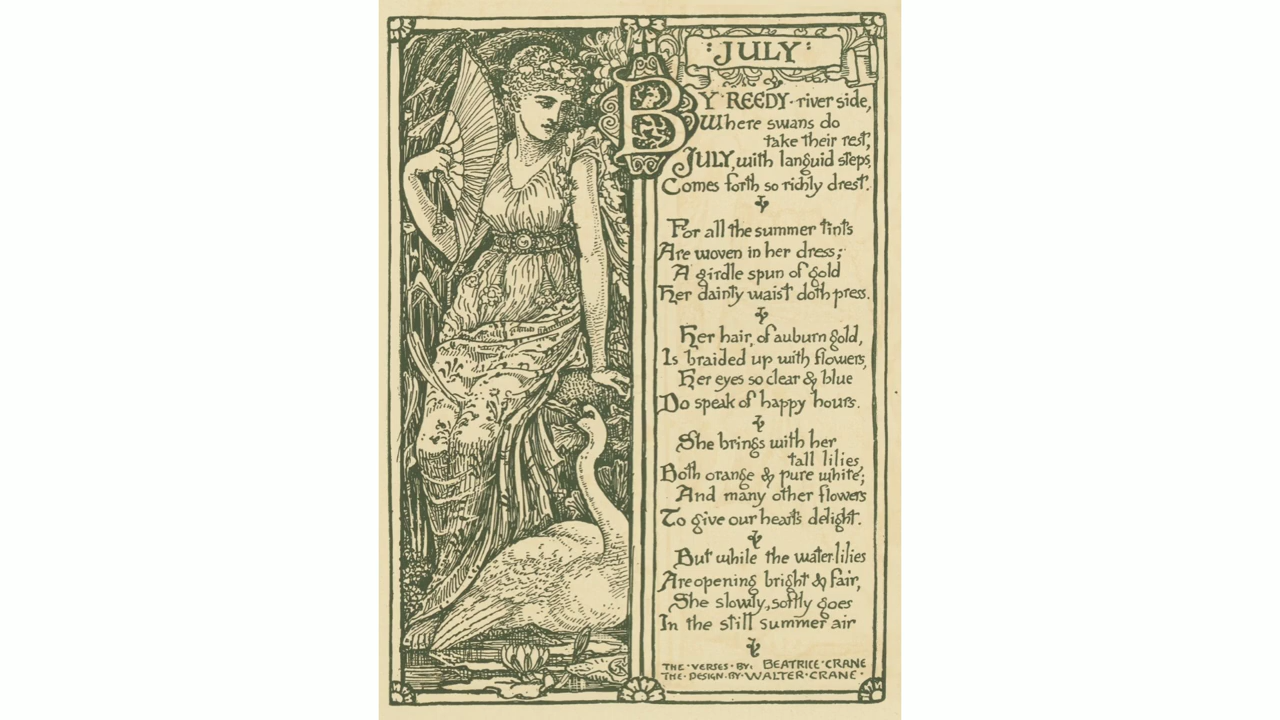 : JULY :
BY REEDY · river side,
Where swans do
take their rest,
JULY, with languid steps,
Comes forth so richly drest.
For all the summer tints
Are woven in her dress;
A girdle spun of gold
Her dainty waist doth press.
Her hair, of auburn gold,
Is braided up with flowers,
Her eyes so clear & blue
Do speak of happy hours.
She brings with her
tall lilies,
Both orange & pure white;
And many other flowers
To give our hearts delight.
But while the water-lilies
Are opening bright & fair,
She slowly, softly goes
In the still summer air
THE · VERSES · BY: BEATRICE · CRANE
THE · DESIGN · BY · WALTER · CRANE ·